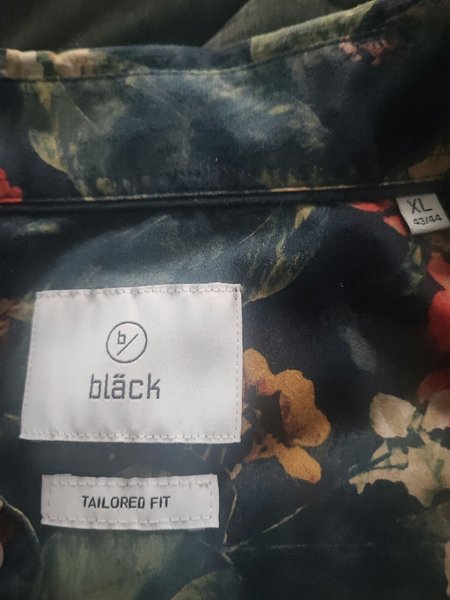 XL
43/44
b/
bläck
TAILORED FIT